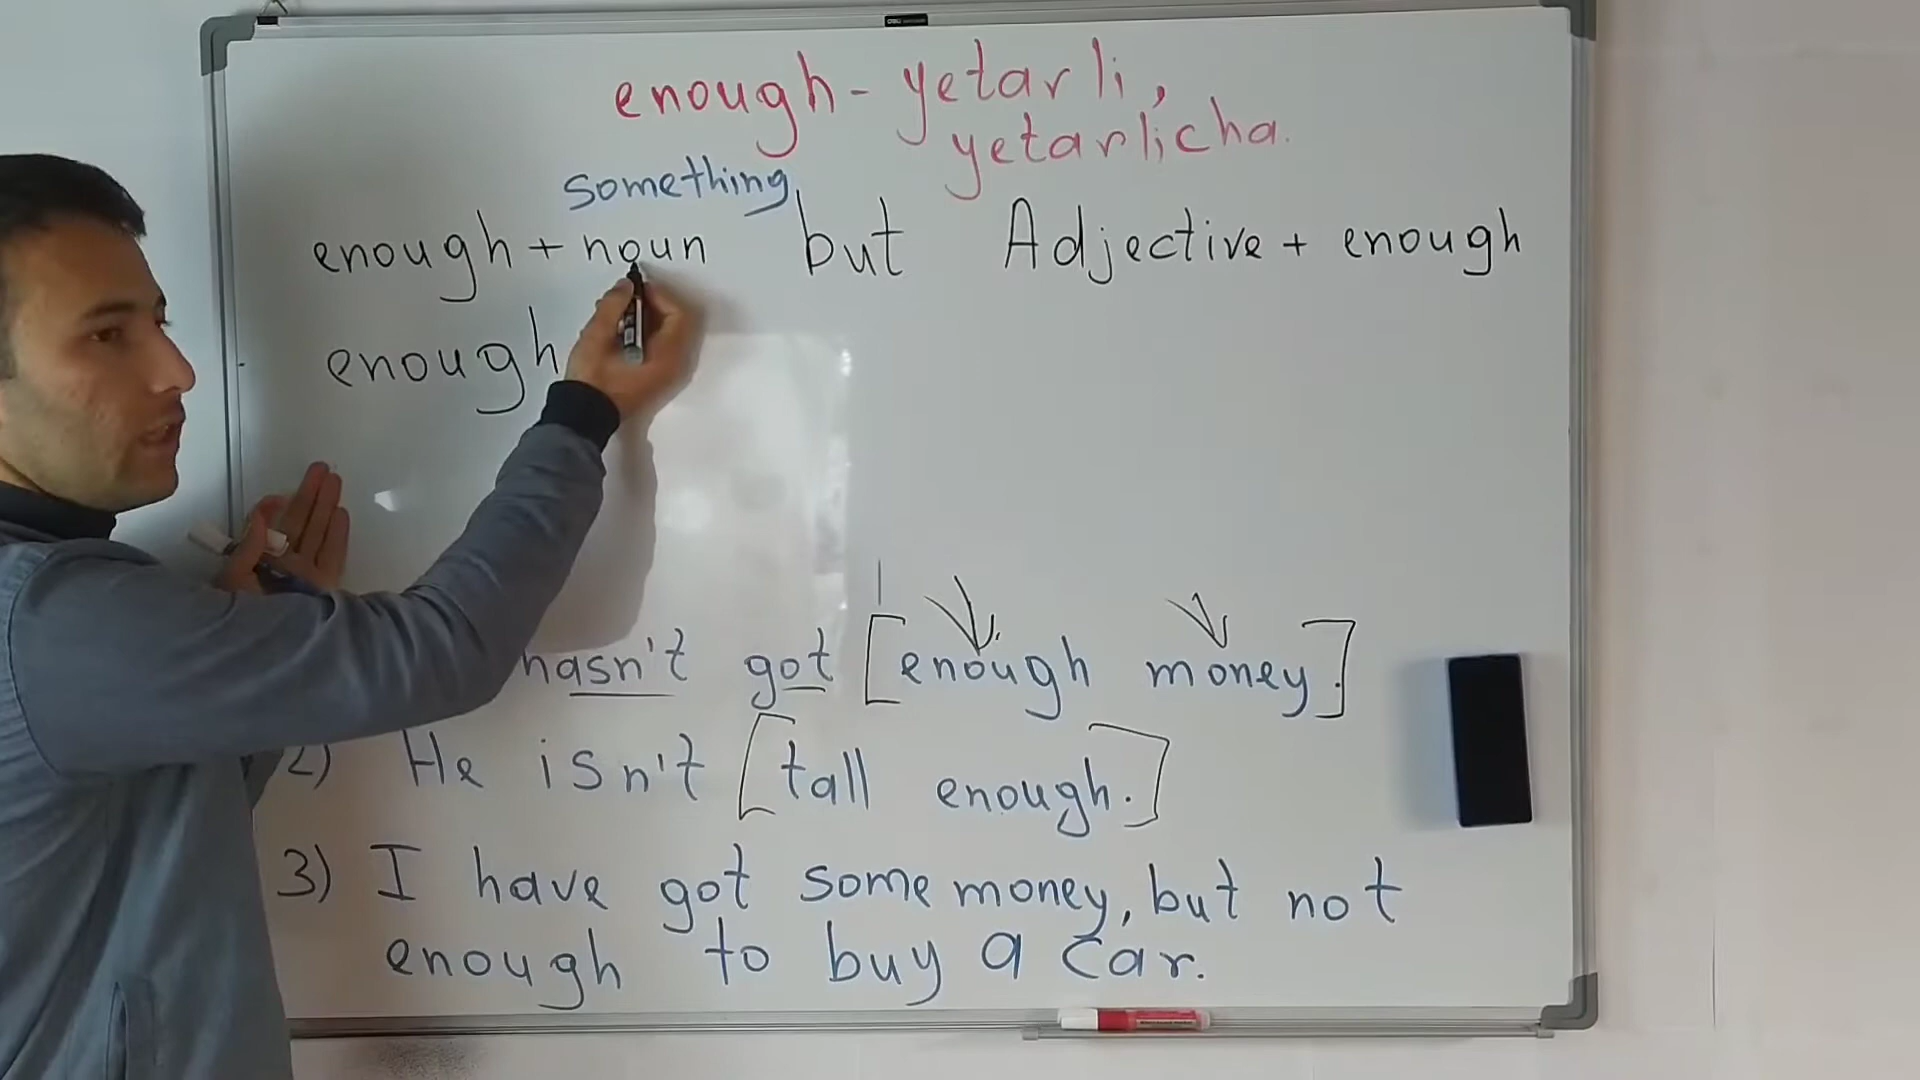 enough - yetarli,
yetarlicha.
something
enough + noun but Adjective + enough
enough
hasn't got [enough money.]
2) He isn't [tall enough.]
3) I have got some money, but not
enough to buy a car.